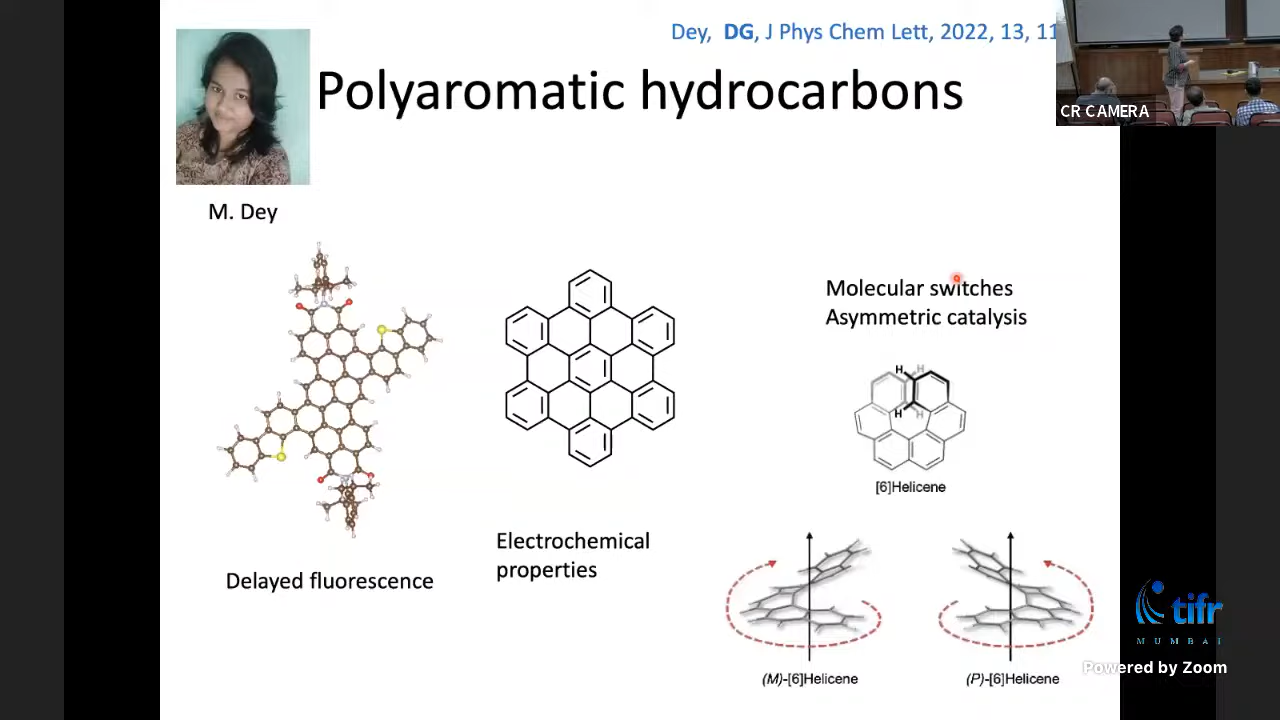 Dey, DG, J Phys Chem Lett, 2022, 13, 11
CR CAMERA
Polyaromatic hydrocarbons
M. Dey
Molecular switches
Asymmetric catalysis
H H
H H
[6]Helicene
Electrochemical
properties
Delayed fluorescence
(M)-[6]Helicene
(P)-[6]Helicene
tifr
MUMBAI
Powered by Zoom